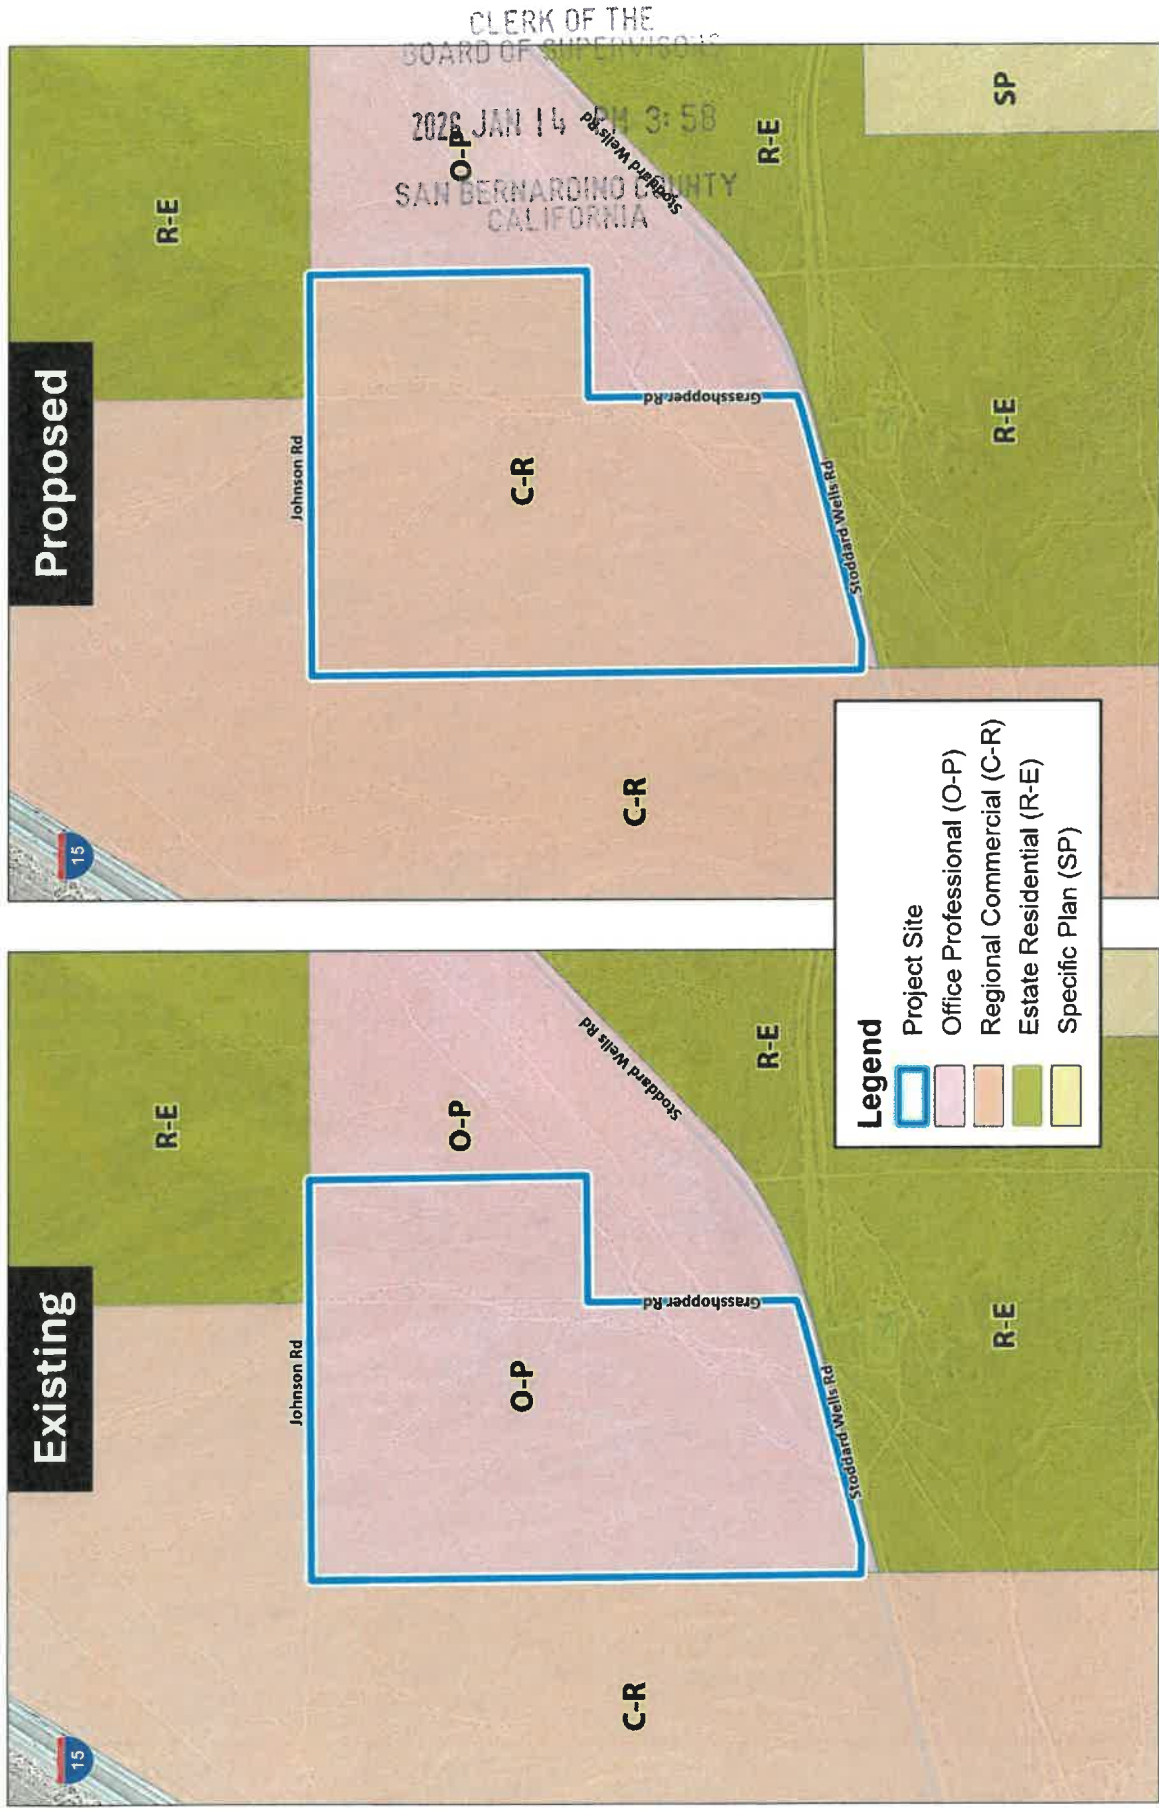 CLERK OF THE
BOARD OF SUPERVISORS
2026 JAN 14 PM 3:58
SAN BERNARDINO COUNTY
CALIFORNIA
Existing
15
R-E
Johnson Rd
O-P
O-P
Stoddard Wells Rd
Grasshopper Rd
C-R
R-E
Stoddard Wells Rd
R-E
Proposed
15
R-E
Johnson Rd
O-P
C-R
Stoddard Wells Rd
Grasshopper Rd
C-R
R-E
Stoddard Wells Rd
R-E
SP
Legend
Project Site
Office Professional (O-P)
Regional Commercial (C-R)
Estate Residential (R-E)
Specific Plan (SP)